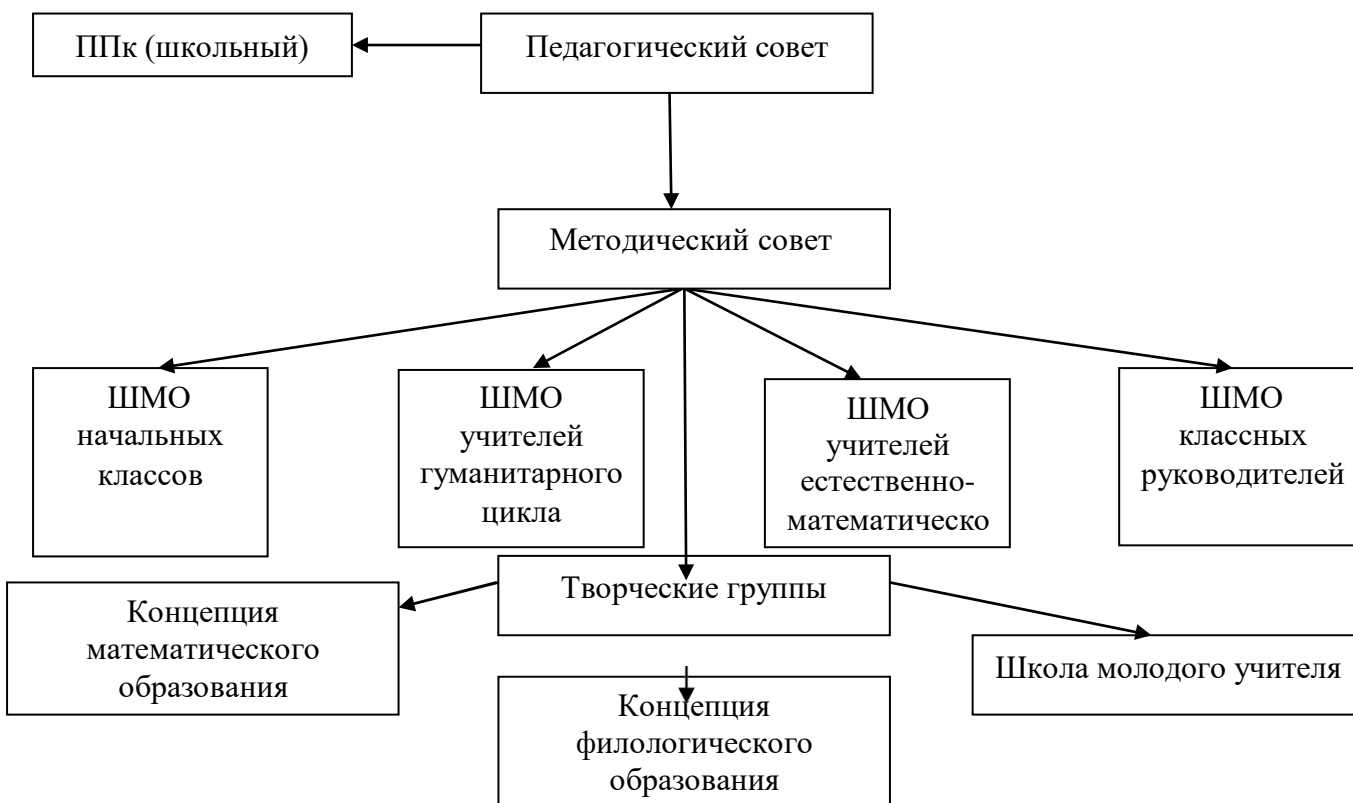 ППк (школьный)
Педагогический совет
Методический совет
ШМО
начальных
классов
ШМО
учителей
гуманитарного
цикла
ШМО
учителей
естественно-
математическо
ШМО
классных
руководителей
Творческие группы
Концепция
математического
образования
Школа молодого учителя
Концепция
филологического
образования